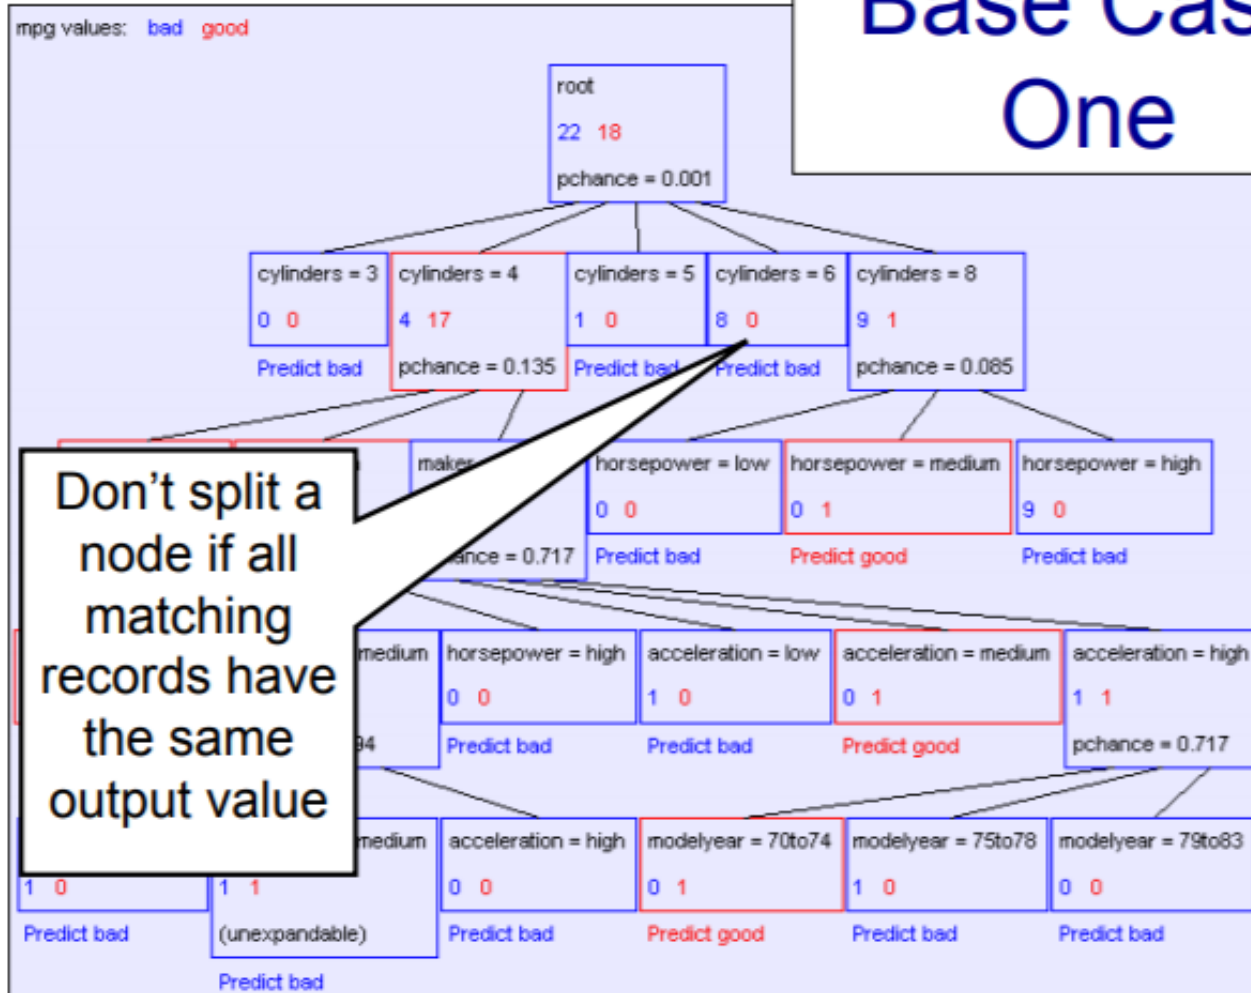 mpg values: bad good
Base Cas
One
root
22 18
pchance = 0.001
cylinders = 3
0 0
Predict bad
cylinders = 4
4 17
pchance = 0.135
cylinders = 5
1 0
Predict bad
cylinders = 6
8 0
Predict bad
cylinders = 8
9 1
pchance = 0.085
Don't split a
node if all
matching
records have
the same
output value
maker
ance = 0.717
horsepower = low
0 0
Predict bad
horsepower = medium
0 1
Predict good
horsepower = high
9 0
Predict bad
medium
94
horsepower = high
0 0
Predict bad
acceleration = low
1 0
Predict bad
acceleration = medium
0 1
Predict good
acceleration = high
1 1
pchance = 0.717
1 0
Predict bad
medium
1 1
(unexpandable)
Predict bad
acceleration = high
0 0
Predict bad
modelyear = 70to74
0 1
Predict good
modelyear = 75to78
1 0
Predict bad
modelyear = 79to83
0 0
Predict bad